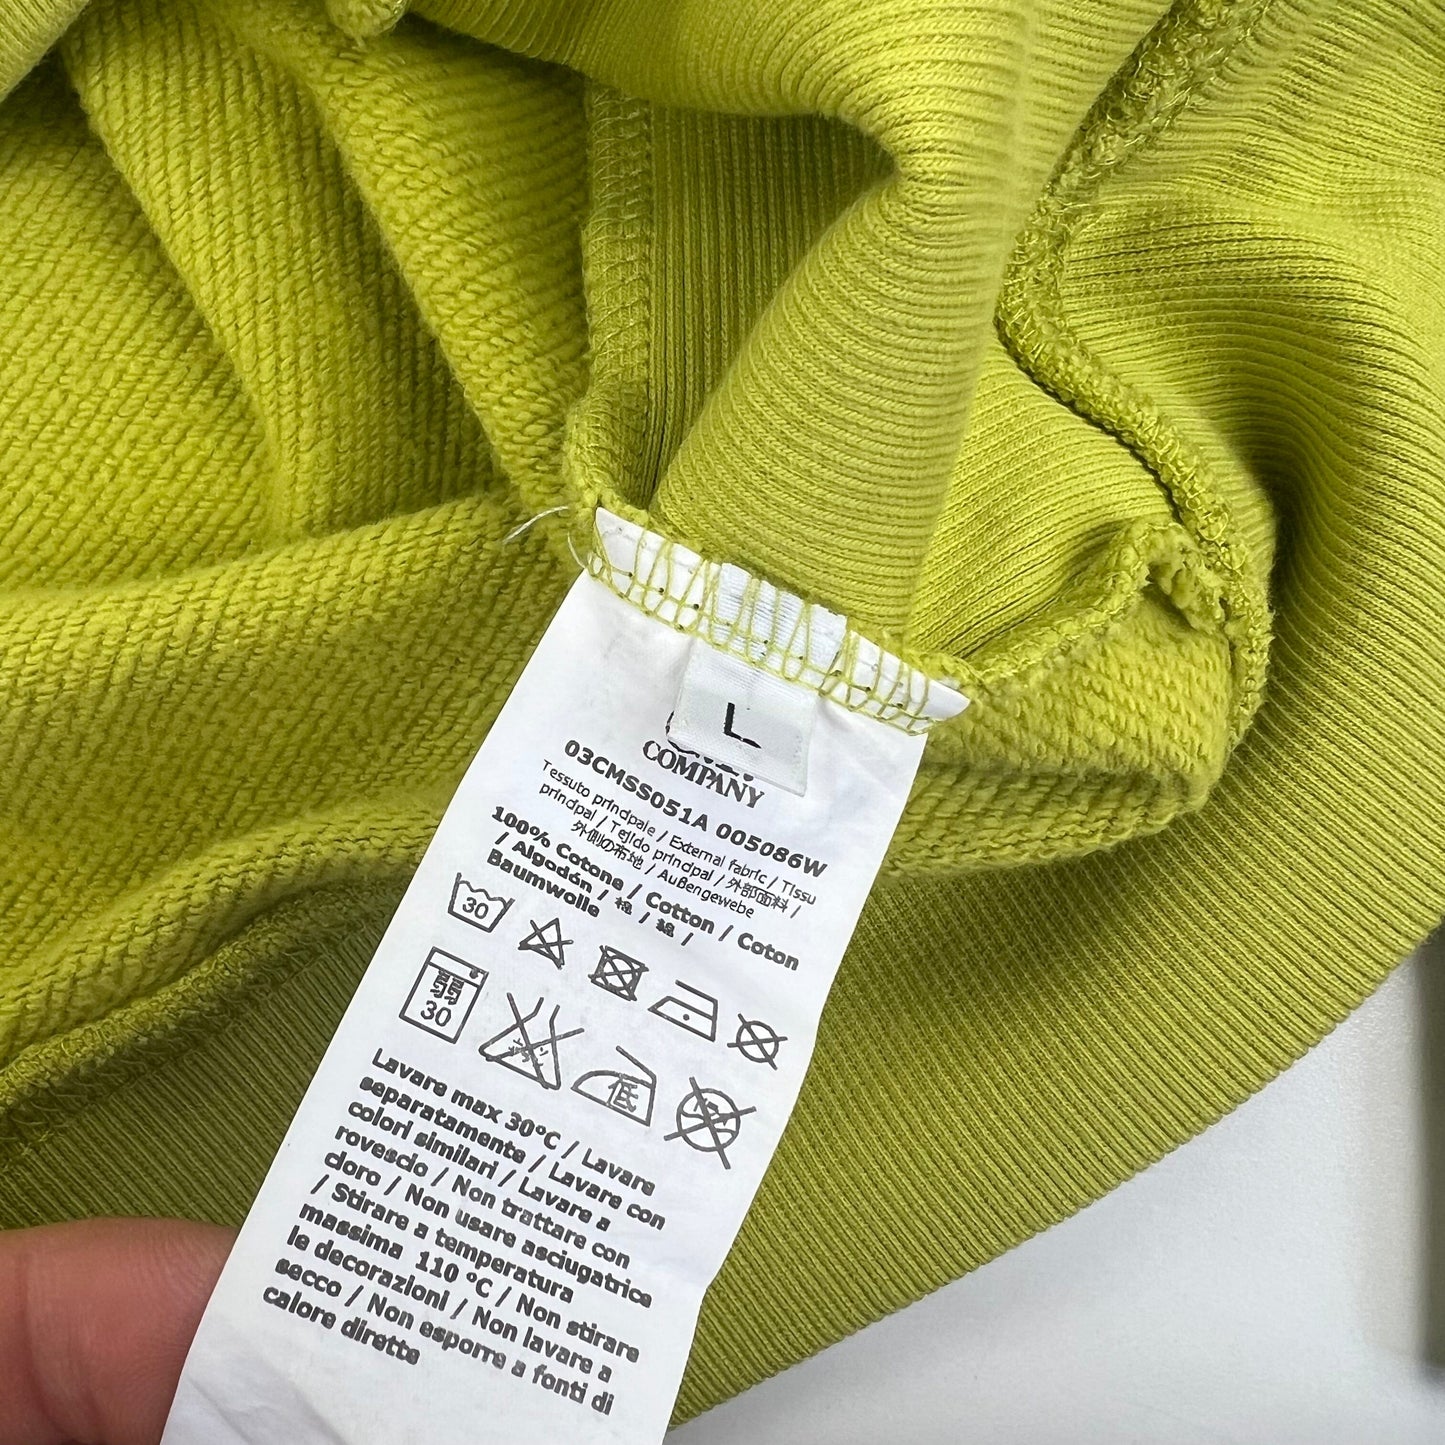 L
COMPANY
03CMSS051A 005086W
Tessuto principale / External fabric / Tissu
principal / Tejido principal / 外部面料 /
外側の布地 / Außengewebe
100% Cotone / Cotton / Coton
/ Algodón / 棉 / 綿 /
Baumwolle
30
30
低
Lavare max 30°C / Lavare
separatamente / Lavare con
colori similari / Lavare a
rovescio / Non trattare con
cloro / Non usare asciugatrice
/ Stirare a temperatura
massima 110 °C / Non stirare
le decorazioni / Non lavare a
secco / Non esporre a fonti di
calore dirette